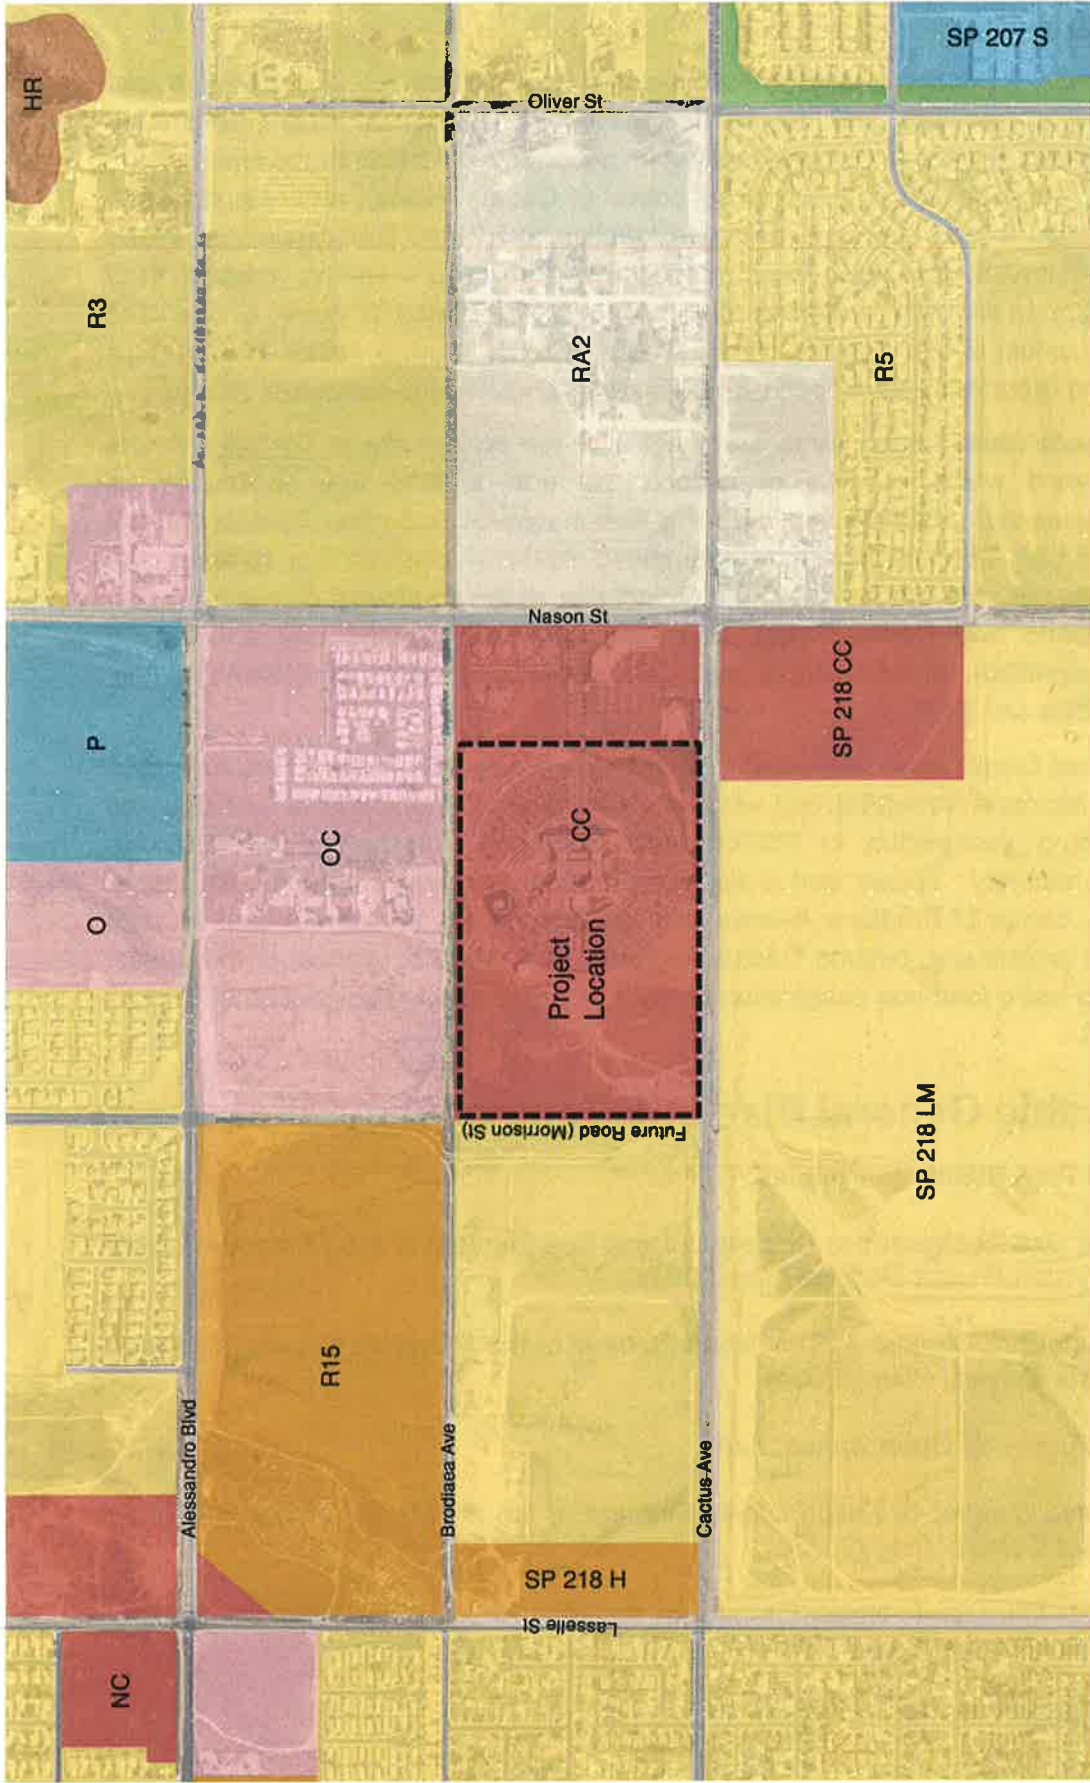 HR
SP 207 S
Oliver St
R3
RA2
R5
Nason St
P
SP 218 CC
O
OC
CC
Project
Location
Future Road (Morrison St)
SP 218 LM
R15
Alessandro Blvd
Brodiaea Ave
Cactus Ave
SP 218 H
Lasselle St
NC